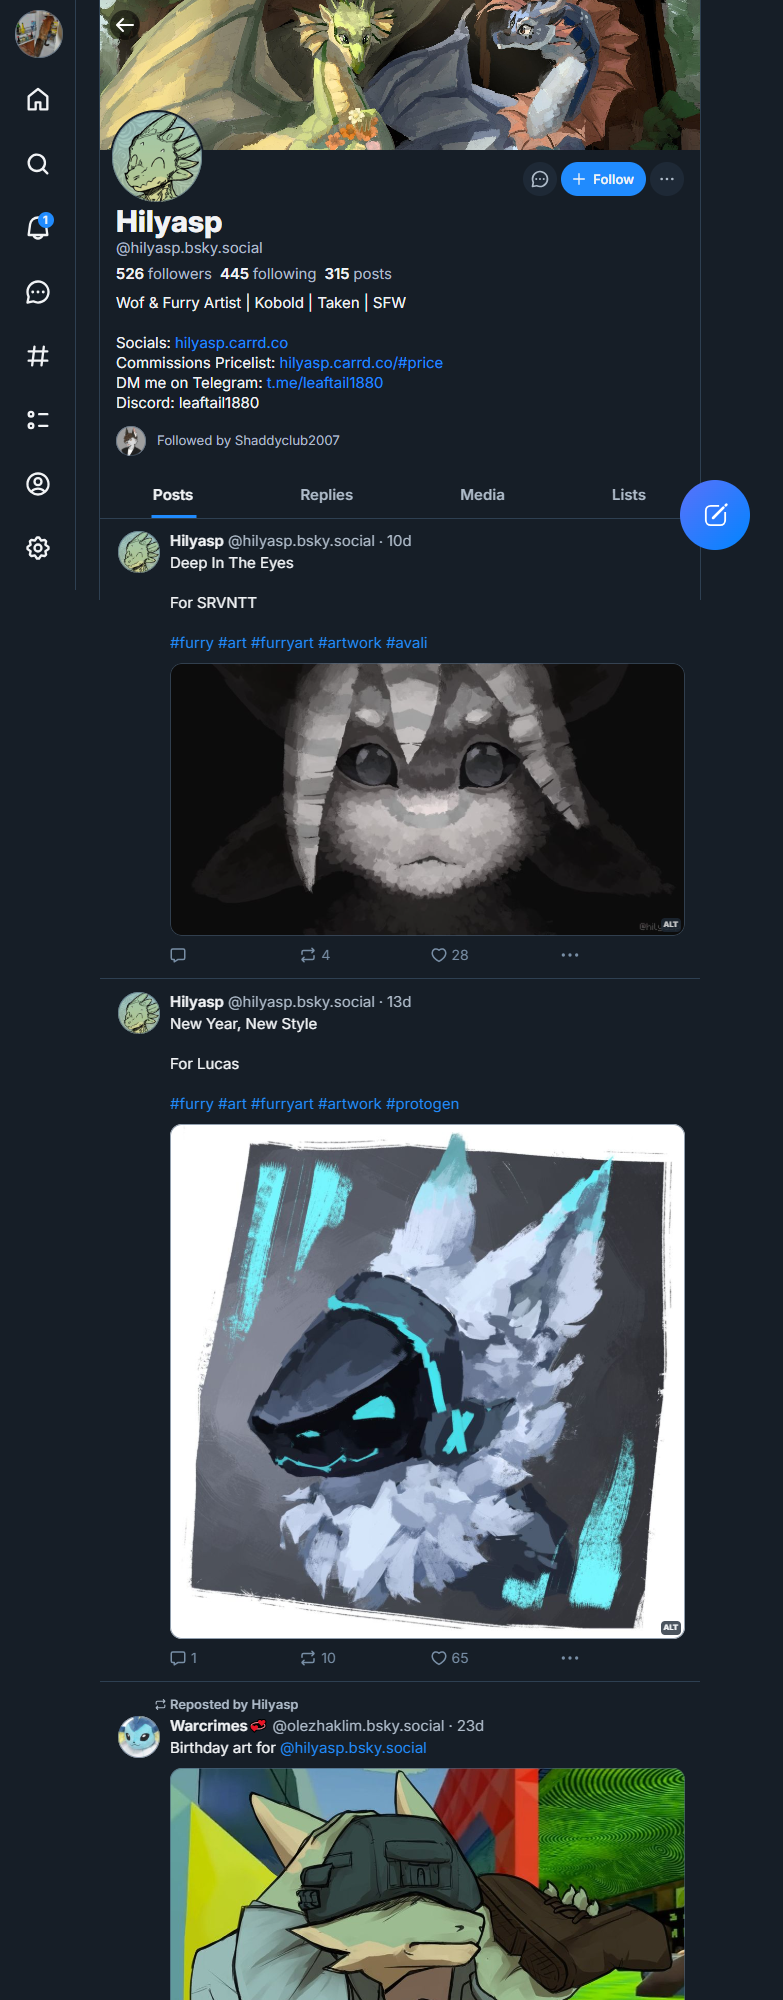 1
Follow
Hilyasp
@hilyasp.bsky.social
526 followers 445 following 315 posts
Wof & Furry Artist | Kobold | Taken | SFW
Socials: hilyasp.carrd.co
Commissions Pricelist: hilyasp.carrd.co/#price
DM me on Telegram: t.me/leaftail1880
Discord: leaftail1880
Followed by Shaddyclub2007
Posts Replies Media Lists
Hilyasp @hilyasp.bsky.social · 10d
Deep In The Eyes
For SRVNTT
#furry #art #furryart #artwork #avali
ALT
4 28
Hilyasp @hilyasp.bsky.social · 13d
New Year, New Style
For Lucas
#furry #art #furryart #artwork #protogen
ALT
1 10 65
Reposted by Hilyasp
Warcrimes @olezhaklim.bsky.social · 23d
Birthday art for @hilyasp.bsky.social